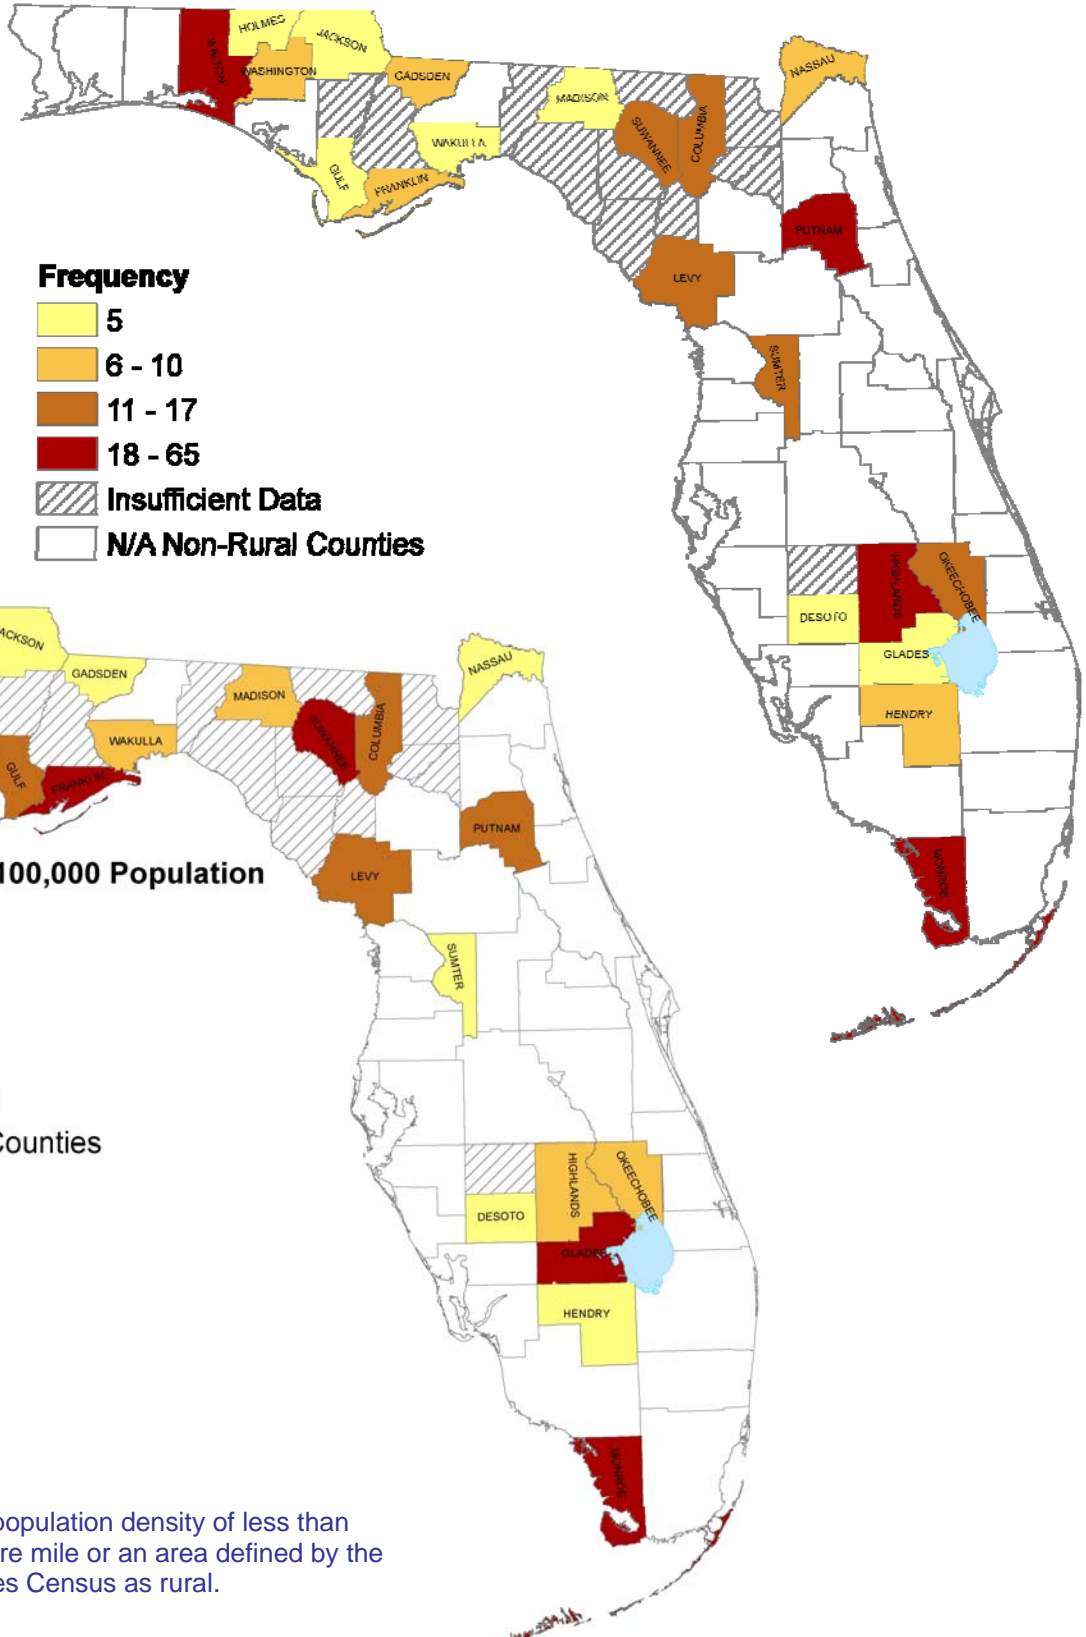 HOLMES
JACKSON
WALTON
WASHINGTON
GADSDEN
WAKULLA
GULF
FRANKLIN
MADISON
SUWANNEE
COLUMBIA
NASSAU
PUTNAM
LEVY
SUMTER
HIGHLANDS
OKEECHOBEE
DESOTO
GLADES
HENDRY
MONROE
Frequency
5
6 - 10
11 - 17
18 - 65
Insufficient Data
N/A Non-Rural Counties
ACKSON
GADSDEN
WAKULLA
GULF
FRANKLIN
MADISON
SUWANNEE
COLUMBIA
NASSAU
PUTNAM
LEVY
SUMTER
HIGHLANDS
OKEECHOBEE
DESOTO
GLADES
HENDRY
MONROE
100,000 Population
Counties
population density of less than
re mile or an area defined by the
es Census as rural.